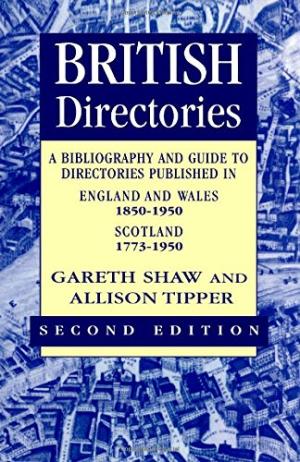 BRITISH
Directories
A BIBLIOGRAPHY AND GUIDE TO
DIRECTORIES PUBLISHED IN
ENGLAND AND WALES
1850-1950
SCOTLAND
1773-1950
GARETH SHAW AND
ALLISON TIPPER
SECOND EDITION